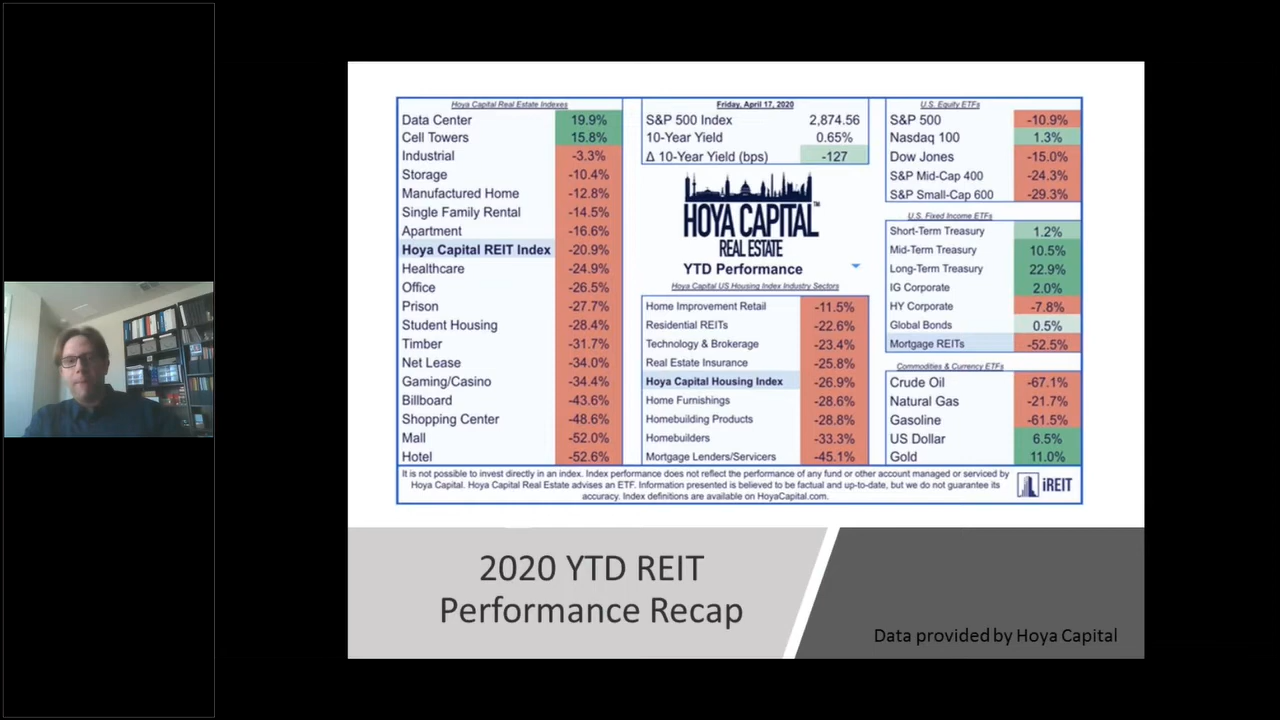 Hoya Capital Real Estate Indexes
Data Center 19.9%
Cell Towers 15.8%
Industrial -3.3%
Storage -10.4%
Manufactured Home -12.8%
Single Family Rental -14.5%
Apartment -16.6%
Hoya Capital REIT Index -20.9%
Healthcare -24.9%
Office -26.5%
Prison -27.7%
Student Housing -28.4%
Timber -31.7%
Net Lease -34.0%
Gaming/Casino -34.4%
Billboard -43.6%
Shopping Center -48.6%
Mall -52.0%
Hotel -52.6%
Friday, April 17, 2020
S&P 500 Index 2,874.56
10-Year Yield 0.65%
Δ 10-Year Yield (bps) -127
HOYA CAPITAL™
REAL ESTATE
YTD Performance
Hoya Capital US Housing Index Industry Sectors
Home Improvement Retail -11.5%
Residential REITs -22.6%
Technology & Brokerage -23.4%
Real Estate Insurance -25.8%
Hoya Capital Housing Index -26.9%
Home Furnishings -28.6%
Homebuilding Products -28.8%
Homebuilders -33.3%
Mortgage Lenders/Servicers -45.1%
U.S. Equity ETFs
S&P 500 -10.9%
Nasdaq 100 1.3%
Dow Jones -15.0%
S&P Mid-Cap 400 -24.3%
S&P Small-Cap 600 -29.3%
U.S. Fixed Income ETFs
Short-Term Treasury 1.2%
Mid-Term Treasury 10.5%
Long-Term Treasury 22.9%
IG Corporate 2.0%
HY Corporate -7.8%
Global Bonds 0.5%
Mortgage REITs -52.5%
Commodities & Currency ETFs
Crude Oil -67.1%
Natural Gas -21.7%
Gasoline -61.5%
US Dollar 6.5%
Gold 11.0%
It is not possible to invest directly in an index. Index performance does not reflect the performance of any fund or other account managed or serviced by
Hoya Capital. Hoya Capital Real Estate advises an ETF. Information presented is believed to be factual and up-to-date, but we do not guarantee its
accuracy. Index definitions are available on HoyaCapital.com.
iREIT
2020 YTD REIT
Performance Recap
Data provided by Hoya Capital